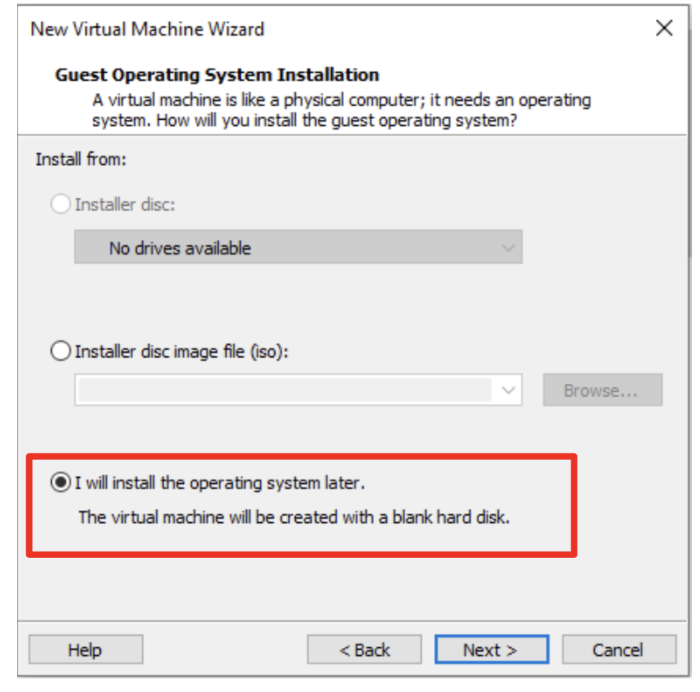 New Virtual Machine Wizard
Guest Operating System Installation
A virtual machine is like a physical computer; it needs an operating
system. How will you install the guest operating system?
Install from:
Installer disc:
No drives available
Installer disc image file (iso):
Browse...
I will install the operating system later.
The virtual machine will be created with a blank hard disk.
Help
< Back
Next >
Cancel